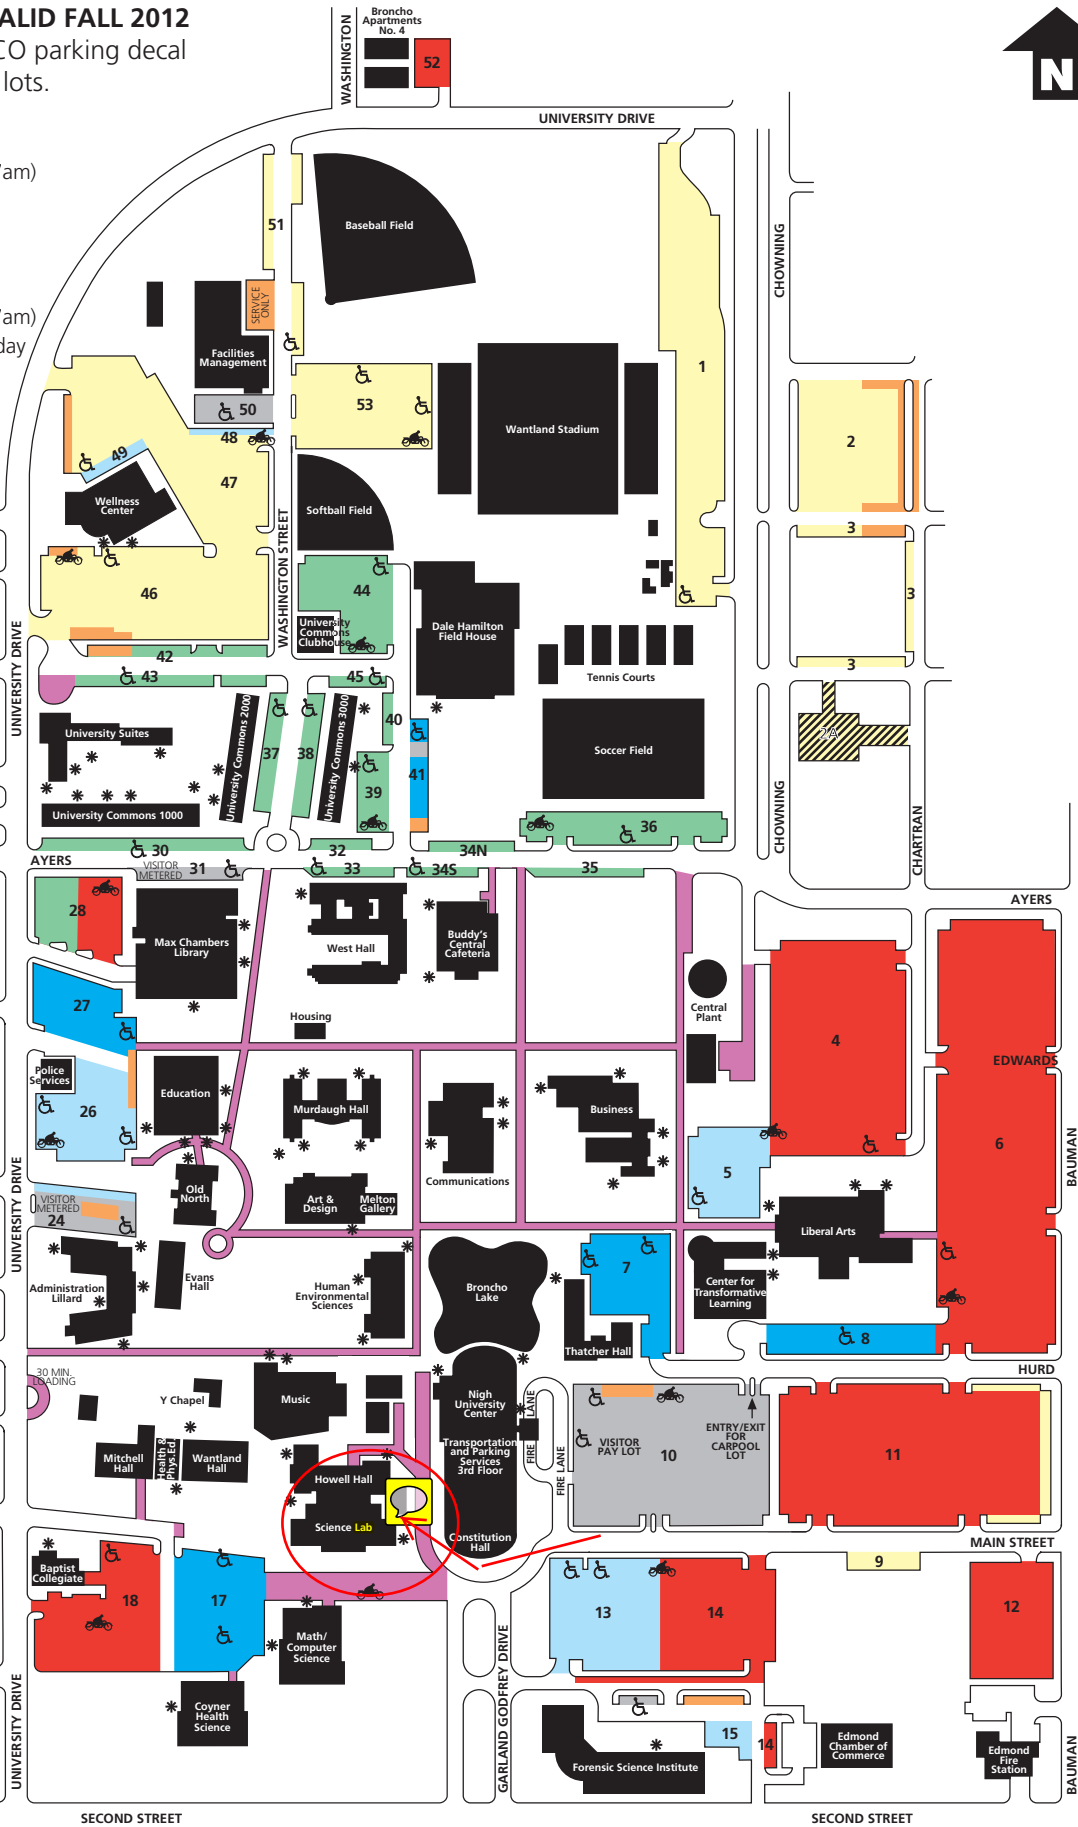 ALID FALL 2012
CO parking decal
lots.
7am)
7am)
day
N
Broncho
Apartments
No. 4
52
WASHINGTON
UNIVERSITY DRIVE
CHOWNING
51
Baseball Field
SERVICE
ONLY
Facilities
Management
1
50
53
Wantland Stadium
2
48
49
47
Wellness
Center
Softball Field
WASHINGTON STREET
3
44
46
University
Commons
Clubhouse
Dale Hamilton
Field House
3
UNIVERSITY DRIVE
42
3
43
45
Tennis Courts
40
University Suites
University Commons 2000
37
38
University Commons 3000
Soccer Field
2A
41
39
CHOWNING
CHARTRAN
University Commons 1000
36
30
32
34N
AYERS
VISITOR
METERED
31
33
34S
35
AYERS
28
Max Chambers
Library
West Hall
Buddy's
Central
Cafeteria
27
Central
Plant
Housing
4
EDWARDS
Police
Services
Education
26
Murdaugh Hall
Business
6
BAUMAN
5
Communications
Old
North
Art &
Design
Melton
Gallery
VISITOR
METERED
24
UNIVERSITY DRIVE
Liberal Arts
7
Administration
Lillard
Evans
Hall
Human
Environmental
Sciences
Broncho
Lake
Center for
Transformative
Learning
8
Thatcher Hall
30 MIN.
LOADING
HURD
Y Chapel
Music
Nigh
University
Center
FIRE LANE
ENTRY/EXIT
FOR
CARPOOL
LOT
VISITOR
PAY LOT
10
11
Transportation
and Parking
Services
3rd Floor
FIRE LANE
Mitchell
Hall
Health &
Phys.Ed
Wantland
Hall
Howell Hall
Science Lab
Constitution
Hall
MAIN STREET
Baptist
Collegiate
9
18
17
13
14
12
Math/
Computer
Science
GARLAND GODFREY DRIVE
UNIVERSITY DRIVE
Coyner
Health
Science
15
14
Edmond
Chamber of
Commerce
Edmond
Fire
Station
Forensic Science Institute
BAUMAN
SECOND STREET
SECOND STREET